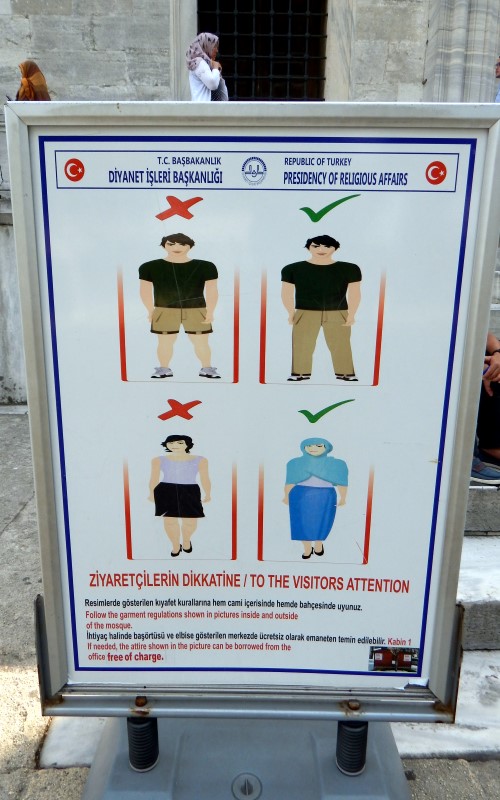 T.C. BAŞBAKANLIK
DİYANET İŞLERİ BAŞKANLIĞI
REPUBLIC OF TURKEY
PRESIDENCY OF RELIGIOUS AFFAIRS
ZİYARETÇİLERİN DİKKATİNE / TO THE VISITORS ATTENTION
Resimlerde gösterilen kıyafet kurallarına hem cami içerisinde hemde bahçesinde uyunuz.
Follow the garment regulations shown in pictures inside and outside
of the mosque.
İhtiyaç halinde başörtüsü ve elbise gösterilen merkezde ücretsiz olarak emaneten temin edilebilir. Kabin 1
If needed, the attire shown in the picture can be borrowed from the
office free of charge.